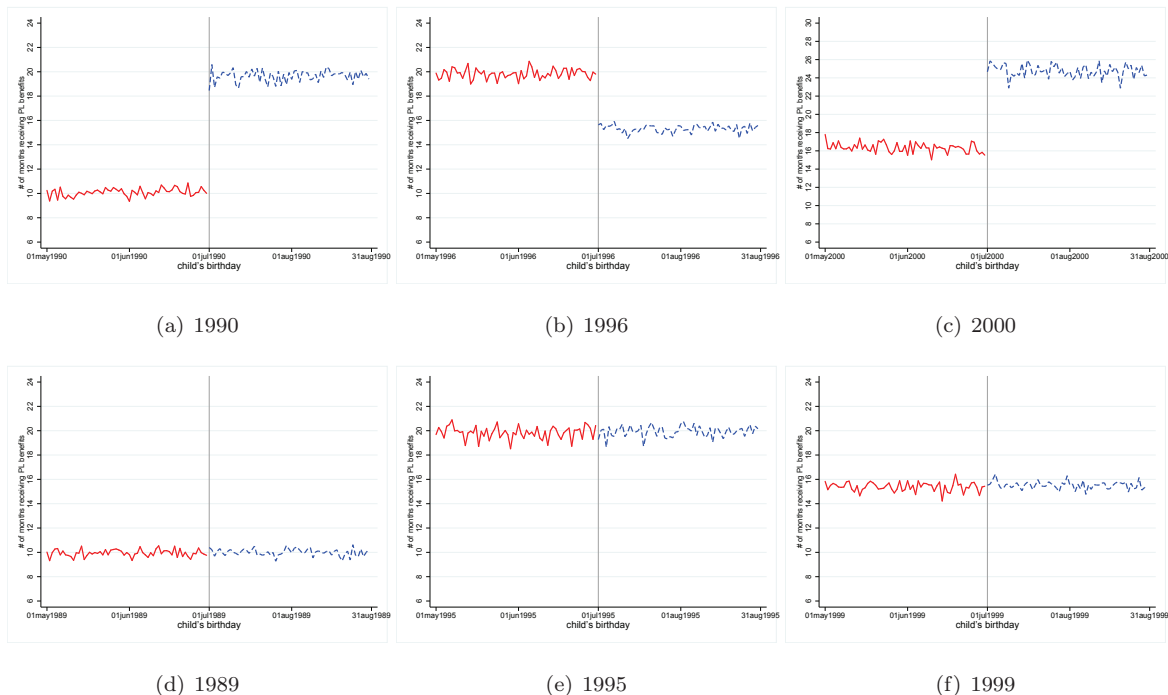 # of months receiving PL benefits
24
22
20
18
16
14
12
10
8
6
01may1990 01jun1990 01jul1990 01aug1990 31aug1990
child's birthday
(a) 1990
# of months receiving PL benefits
24
22
20
18
16
14
12
10
8
6
01may1996 01jun1996 01jul1996 01aug1996 31aug1996
child's birthday
(b) 1996
# of months receiving PL benefits
30
28
26
24
22
20
18
16
14
12
10
8
6
01may2000 01jun2000 01jul2000 01aug2000 31aug2000
child's birthday
(c) 2000
# of months receiving PL benefits
24
22
20
18
16
14
12
10
8
6
01may1989 01jun1989 01jul1989 01aug1989 31aug1989
child's birthday
(d) 1989
# of months receiving PL benefits
24
22
20
18
16
14
12
10
8
6
01may1995 01jun1995 01jul1995 01aug1995 31aug1995
child's birthday
(e) 1995
# of months receiving PL benefits
24
22
20
18
16
14
12
10
8
6
01may1999 01jun1999 01jul1999 01aug1999 31aug1999
child's birthday
(f) 1999